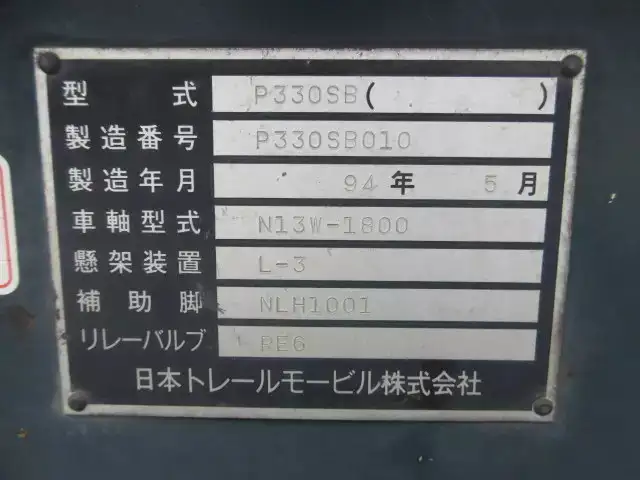 型式 P330SB( )
製造番号 P330SB010
製造年月 94年 5月
車軸型式 N13W-1800
懸架装置 L-3
補助脚 NLH1001
リレーバルブ RE6
日本トレールモービル株式会社